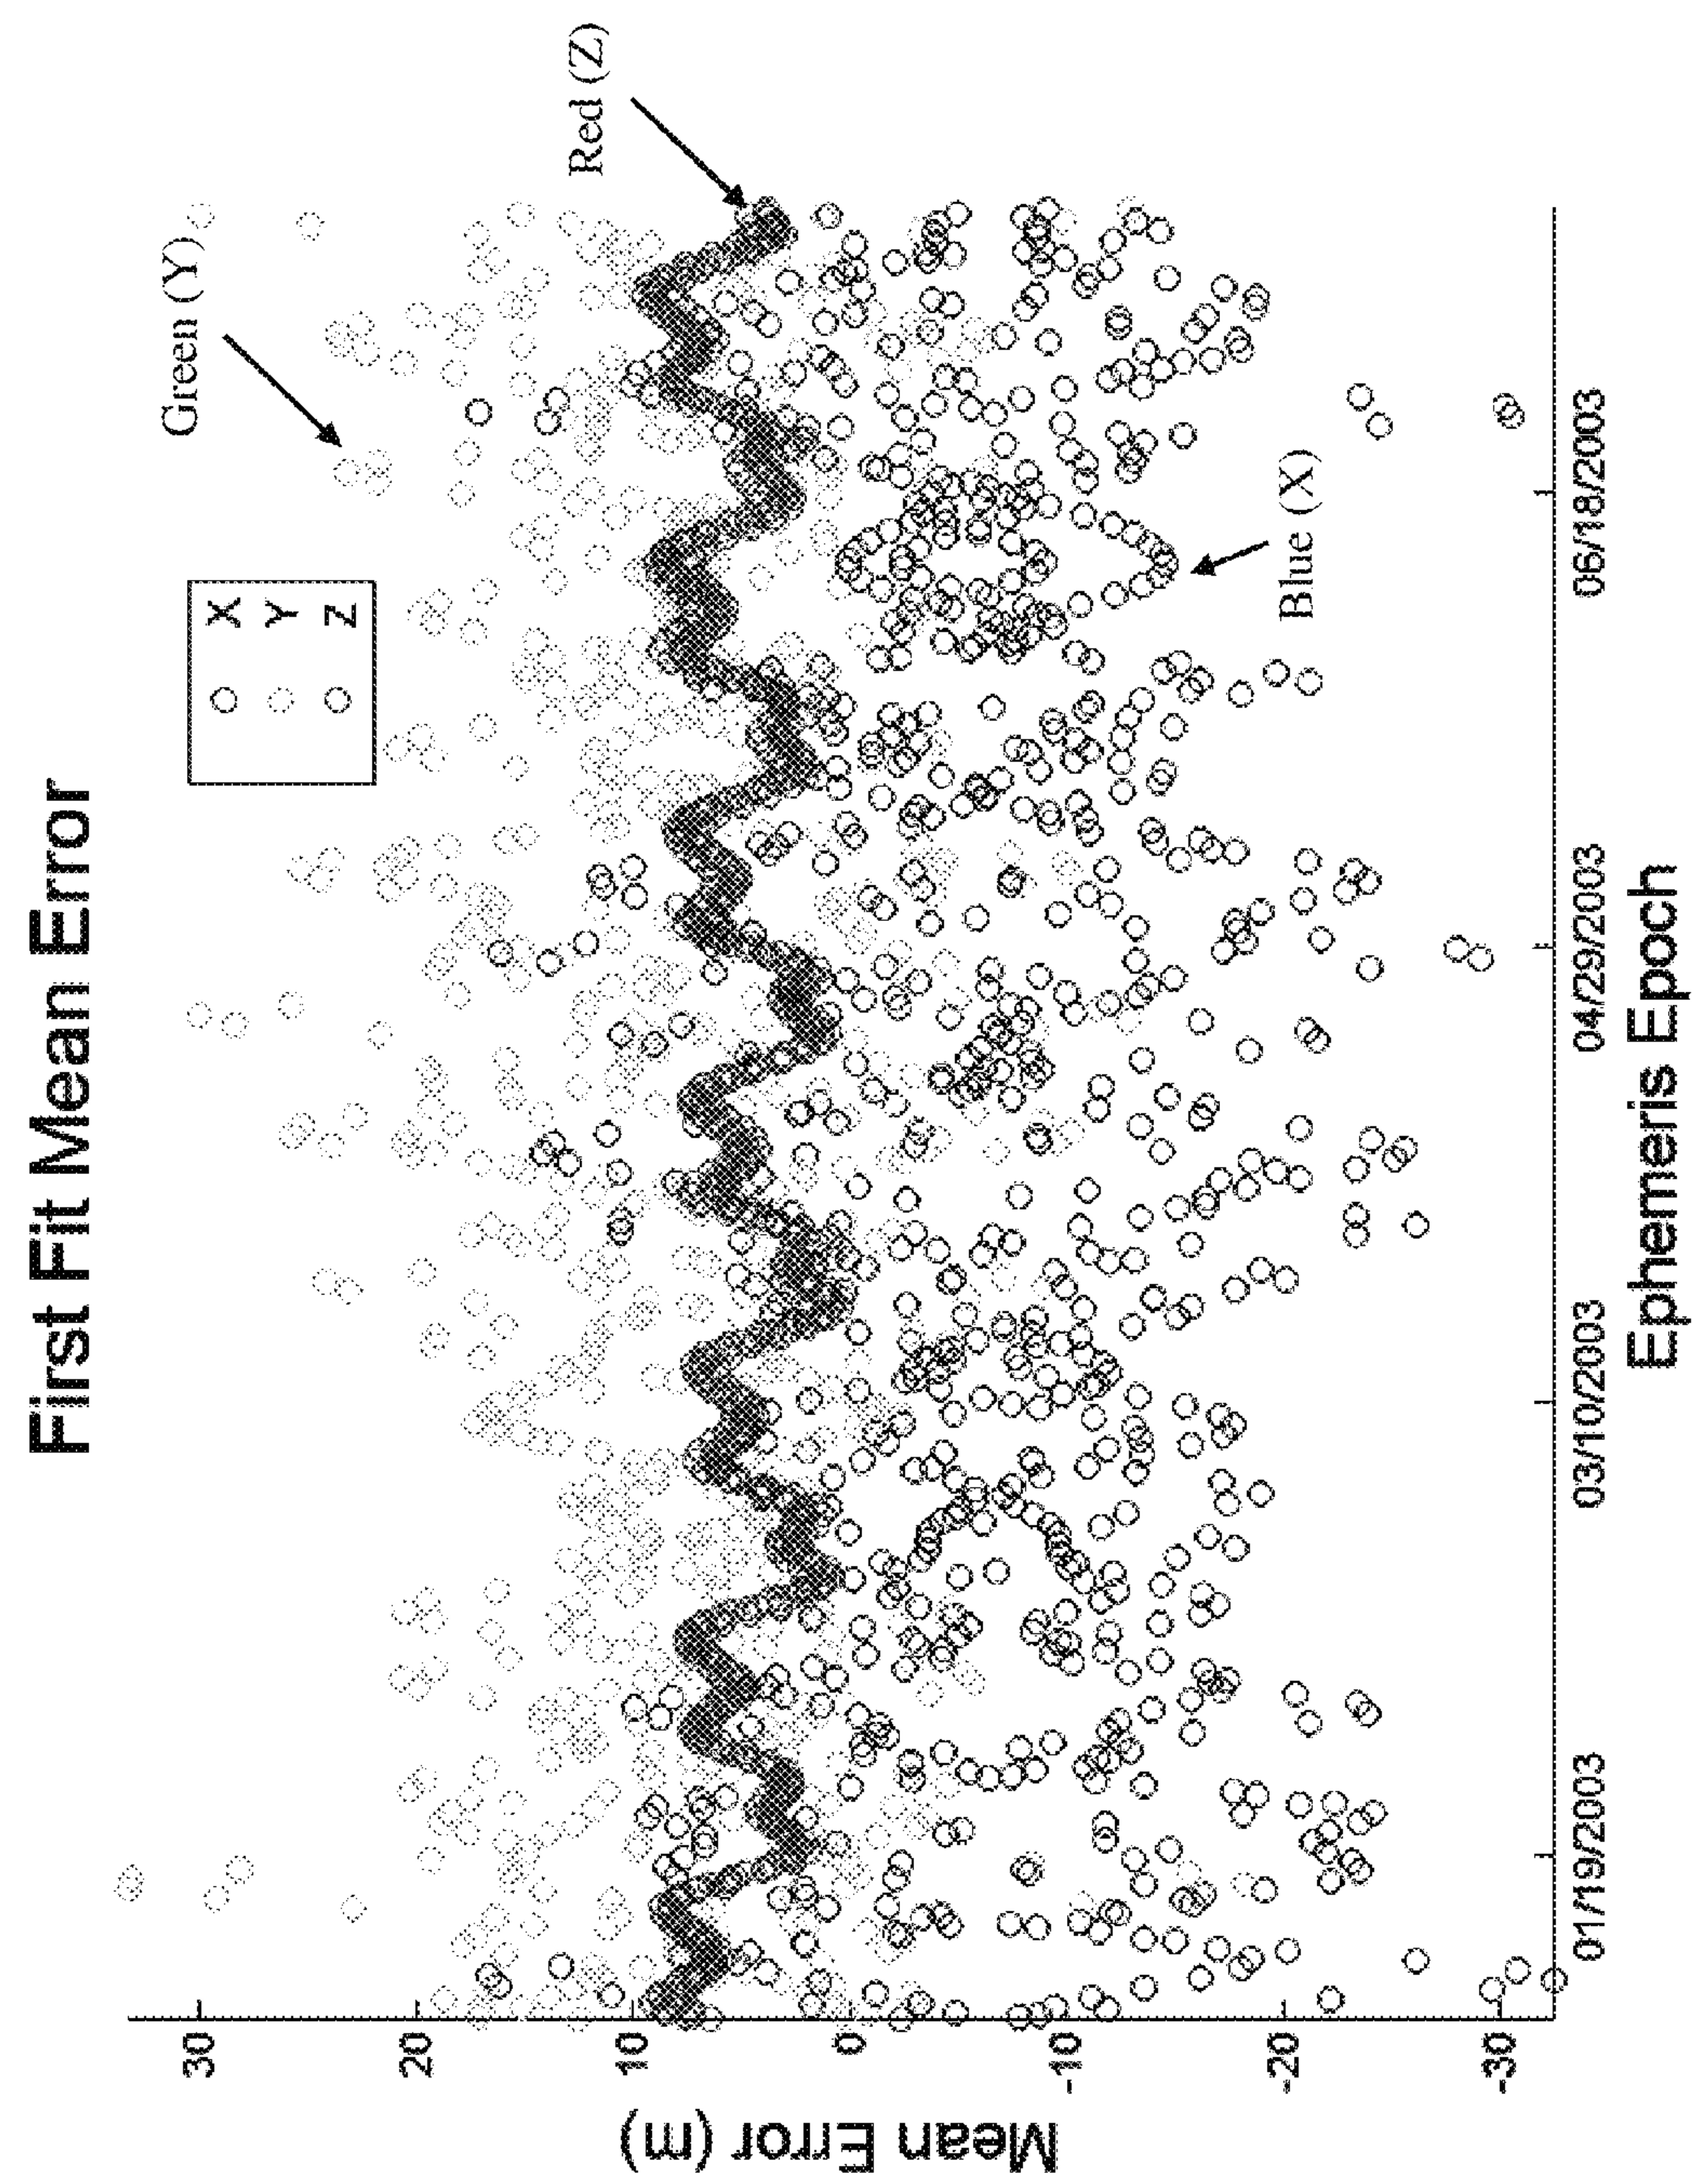 First Fit Mean Error
Green (Y)
Red (Z)
X
Y
Z
Blue (X)
30
20
10
0
-10
-20
-30
Mean Error (m)
01/19/2003
03/10/2003
04/29/2003
06/18/2003
Ephemeris Epoch